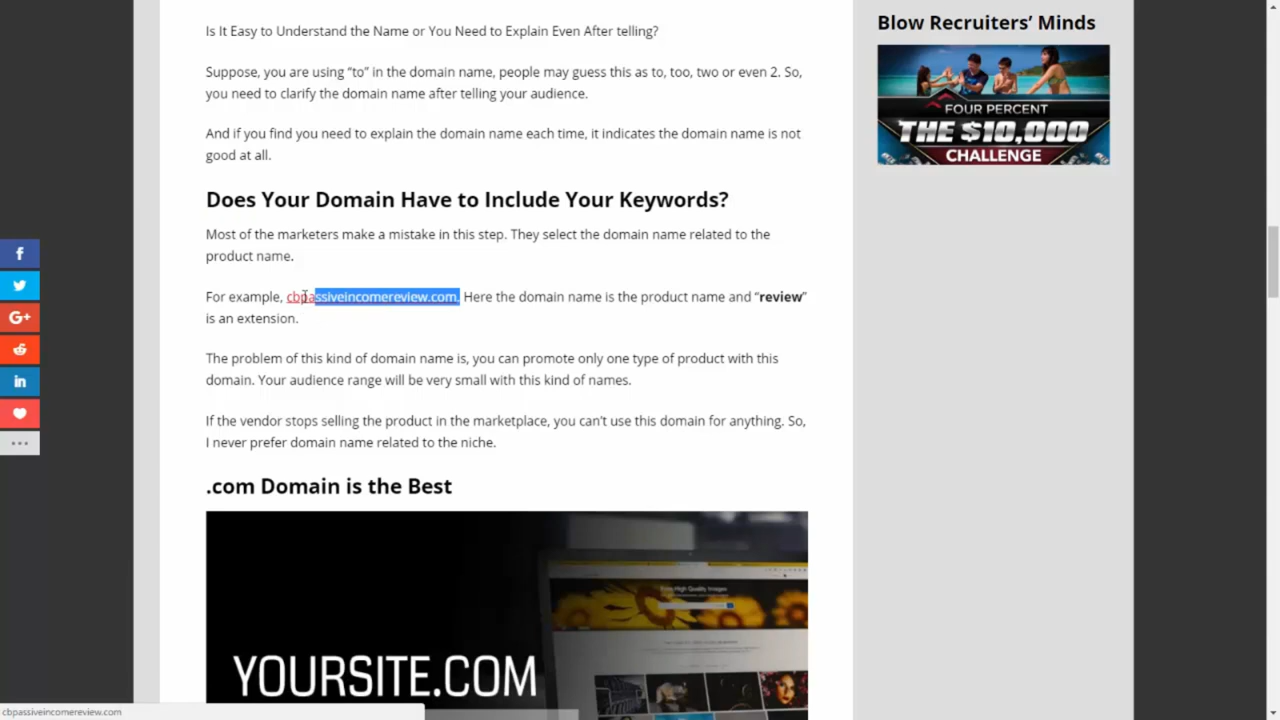 Is It Easy to Understand the Name or You Need to Explain Even After telling?
Suppose, you are using “to” in the domain name, people may guess this as to, too, two or even 2. So,
you need to clarify the domain name after telling your audience.
And if you find you need to explain the domain name each time, it indicates the domain name is not
good at all.
Does Your Domain Have to Include Your Keywords?
Most of the marketers make a mistake in this step. They select the domain name related to the
product name.
For example, cbpassiveincomereview.com. Here the domain name is the product name and “review”
is an extension.
The problem of this kind of domain name is, you can promote only one type of product with this
domain. Your audience range will be very small with this kind of names.
If the vendor stops selling the product in the marketplace, you can’t use this domain for anything. So,
I never prefer domain name related to the niche.
.com Domain is the Best
Free High Quality Images
YOURSITE.COM
Blow Recruiters’ Minds
FOUR PERCENT
THE $10,000
CHALLENGE
f
G+
in
cbpassiveincomereview.com